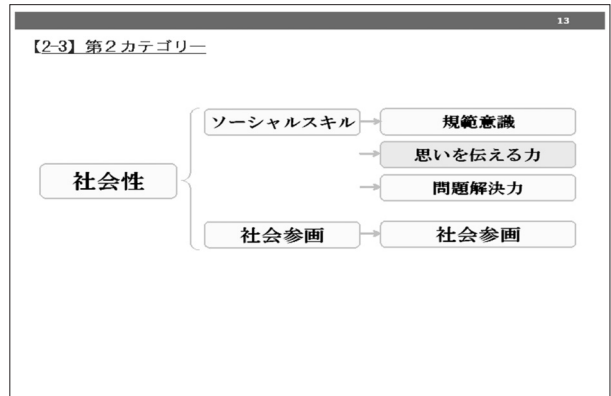 13
【2-3】第２カテゴリー
ソーシャルスキル
規範意識
思いを伝える力
社会性
問題解決力
社会参画
社会参画